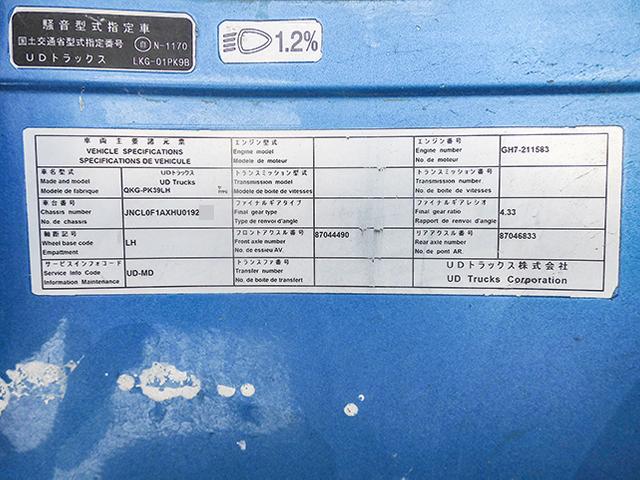 騒音型式指定車
国土交通省型式指定番号 自 N-1170
UDトラックス LKG-01PK9B
1.2%
車両主要諸元表
VEHICLE SPECIFICATIONS
SPECIFICATIONS DE VEHICULE
エンジン型式
Engine model
Modele de moteur
エンジン番号
Engine number
No. de moteur
GH7-211583
車名型式
Made and model
Modele de fabrique
UDトラックス
UD Trucks
QKG-PK39LH
トランスミッション型式
Transmission model
Modele de boite de vitesses
トランスミッション番号
Transmission number
No. de boite de vitesses
車台番号
Chassis number
No. de chassis
JNCL0F1AXHU0192
ファイナルギアタイプ
Final gear type
Type de renvoi d'angle
ファイナルギアレシオ
Final gear ratio
Rapport de renvoi d'angle
4.33
軸距記号
Wheel base code
Empattment
LH
フロントアクスル番号
Front axle number
No. de essieu AV.
87044490
リアアクスル番号
Rear axle number
No. de pont AR.
87046833
サービスインフォコード
Service Info Code
Information Maintenance
UD-MD
トランスファ番号
Transfer number
No. de boite de transfert
UDトラックス株式会社
UD Trucks Corporation